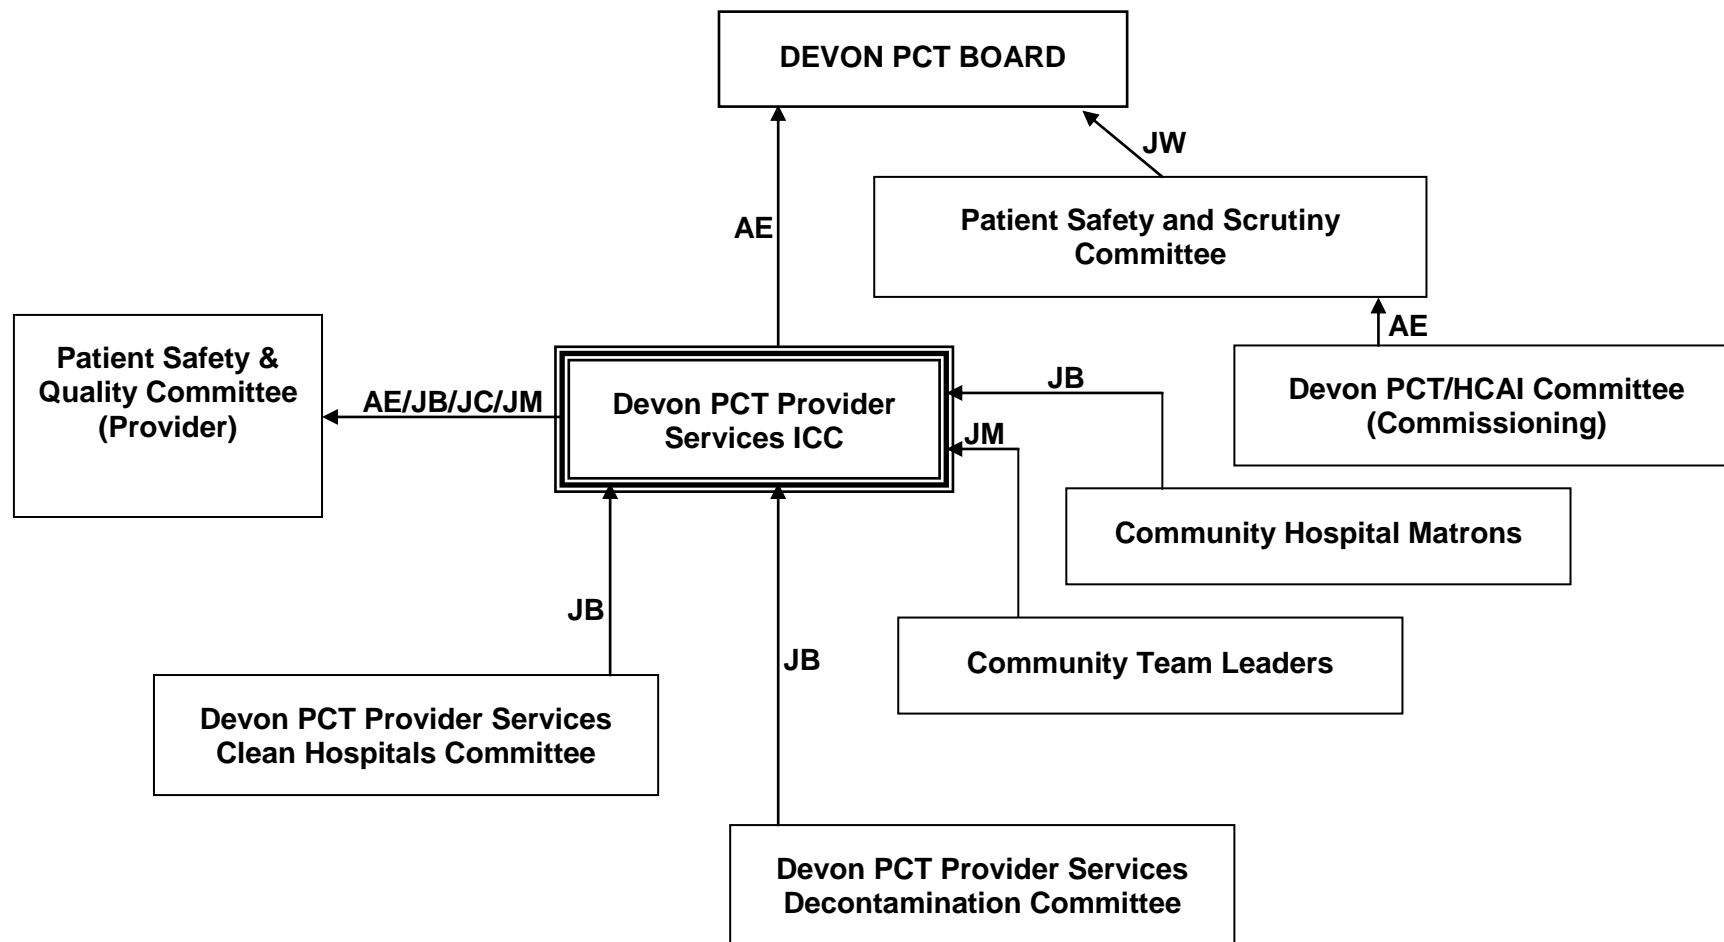 DEVON PCT BOARD
JW
Patient Safety and Scrutiny
Committee
AE
AE
Patient Safety &
Quality Committee
(Provider)
AE/JB/JC/JM
Devon PCT Provider
Services ICC
JB
JM
Devon PCT/HCAI Committee
(Commissioning)
Community Hospital Matrons
JB
JB
Community Team Leaders
Devon PCT Provider Services
Clean Hospitals Committee
Devon PCT Provider Services
Decontamination Committee